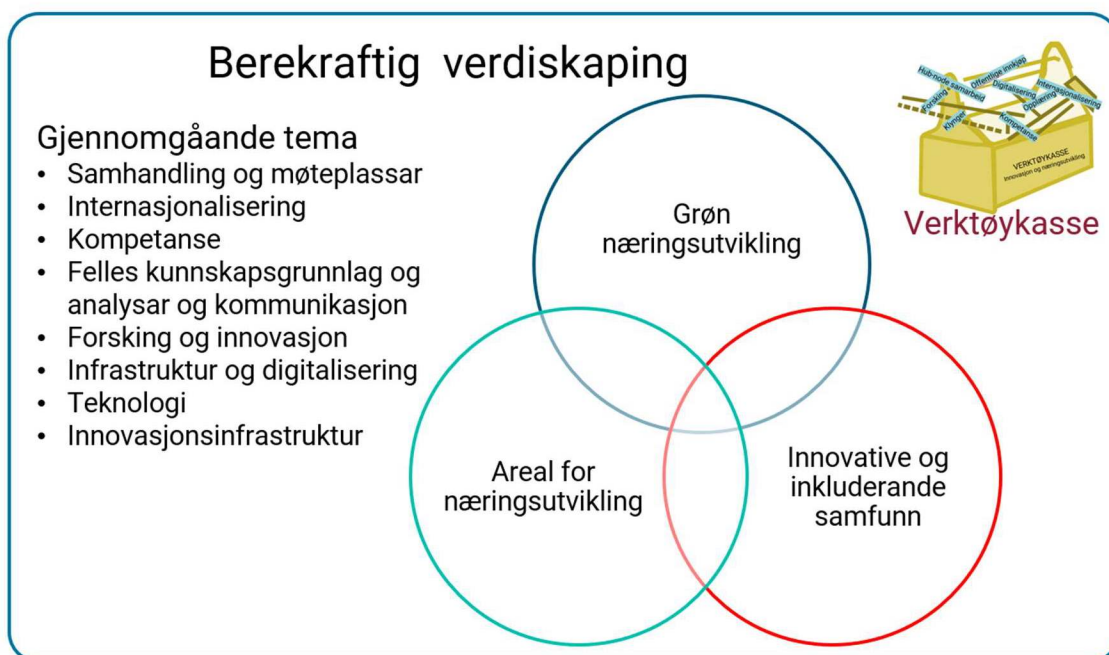 Berekraftig verdiskaping
Gjennomgåande tema
• Samhandling og møteplassar
• Internasjonalisering
• Kompetanse
• Felles kunnskapsgrunnlag og
analysar og kommunikasjon
• Forsking og innovasjon
• Infrastruktur og digitalisering
• Teknologi
• Innovasjonsinfrastruktur
Grøn
næringsutvikling
Areal for
næringsutvikling
Innovative og
inkluderande
samfunn
Hub-node samarbeid
Offentlige innkjøp
Forsking
Digitalisering
Internasjonalisering
Opplæring
Klynger
Kompetanse
VERKTØYKASSE
Innovasjon og næringsutvikling
Verktøykasse